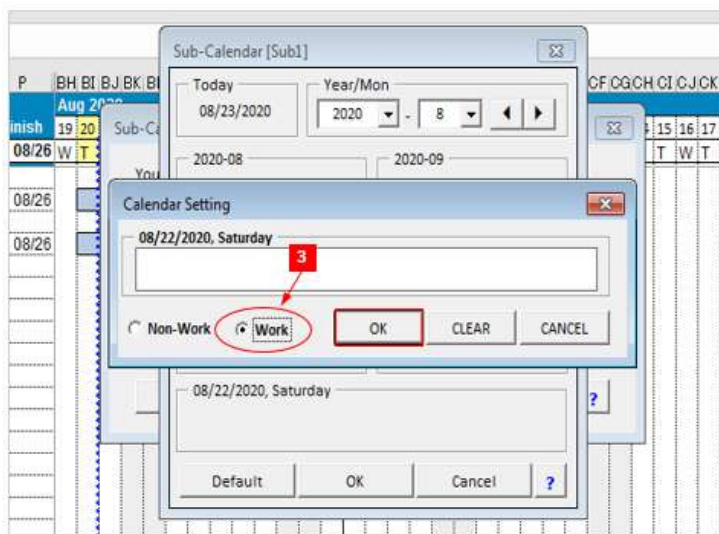 Sub-Calendar [Sub1]
Today
Year/Mon
08/23/2020
2020 - 8
P BH BI BJ BK CF CG CH CI CJ CK
Aug
inish 19 20 15 16 17
08/26 W T T W T
Sub-Ca
You
2020-08 2020-09
08/26
08/26
Calendar Setting
08/22/2020, Saturday
3
Non-Work Work OK CLEAR CANCEL
08/22/2020, Saturday
?
Default OK Cancel ?